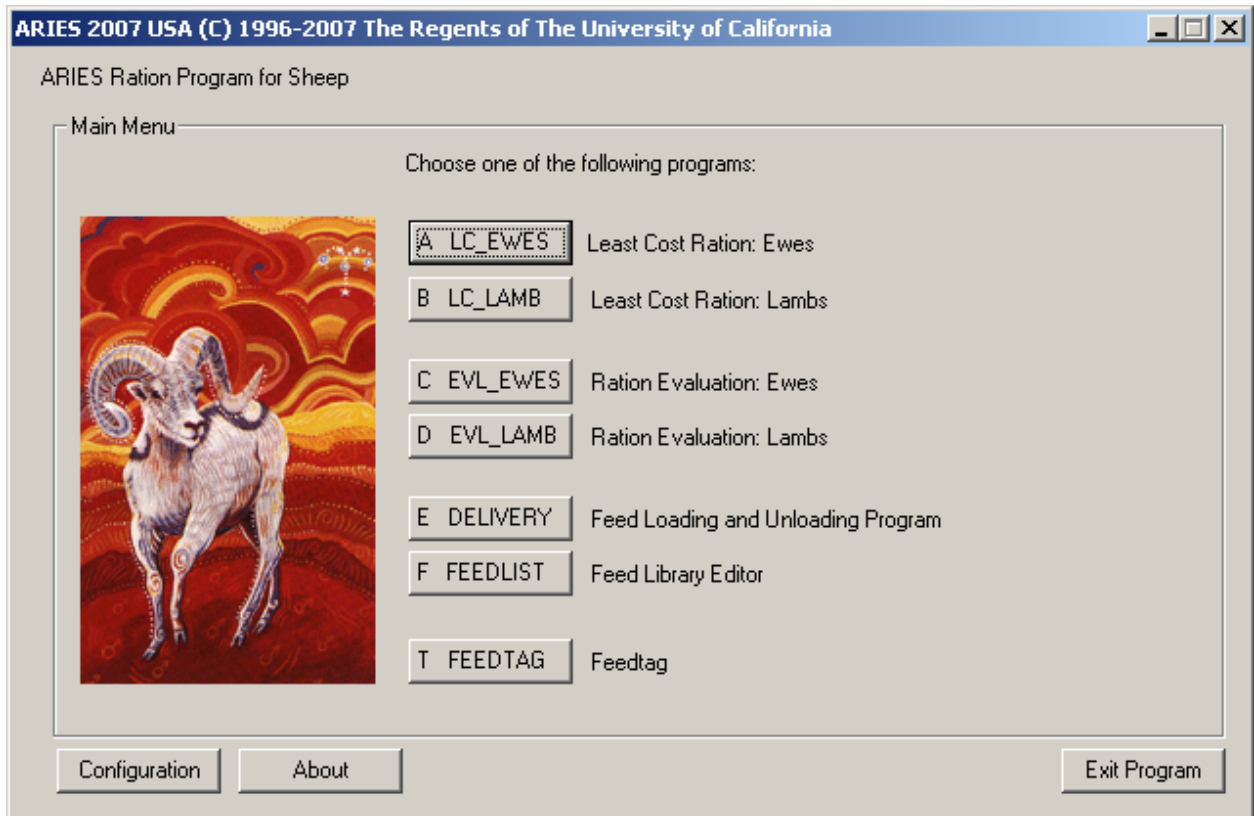 ARIES 2007 USA (C) 1996-2007 The Regents of The University of California
ARIES Ration Program for Sheep
Main Menu
Choose one of the following programs:
A LC_EWES Least Cost Ration: Ewes
B LC_LAMB Least Cost Ration: Lambs
C EVL_EWES Ration Evaluation: Ewes
D EVL_LAMB Ration Evaluation: Lambs
E DELIVERY Feed Loading and Unloading Program
F FEEDLIST Feed Library Editor
T FEEDTAG Feedtag
Configuration About Exit Program